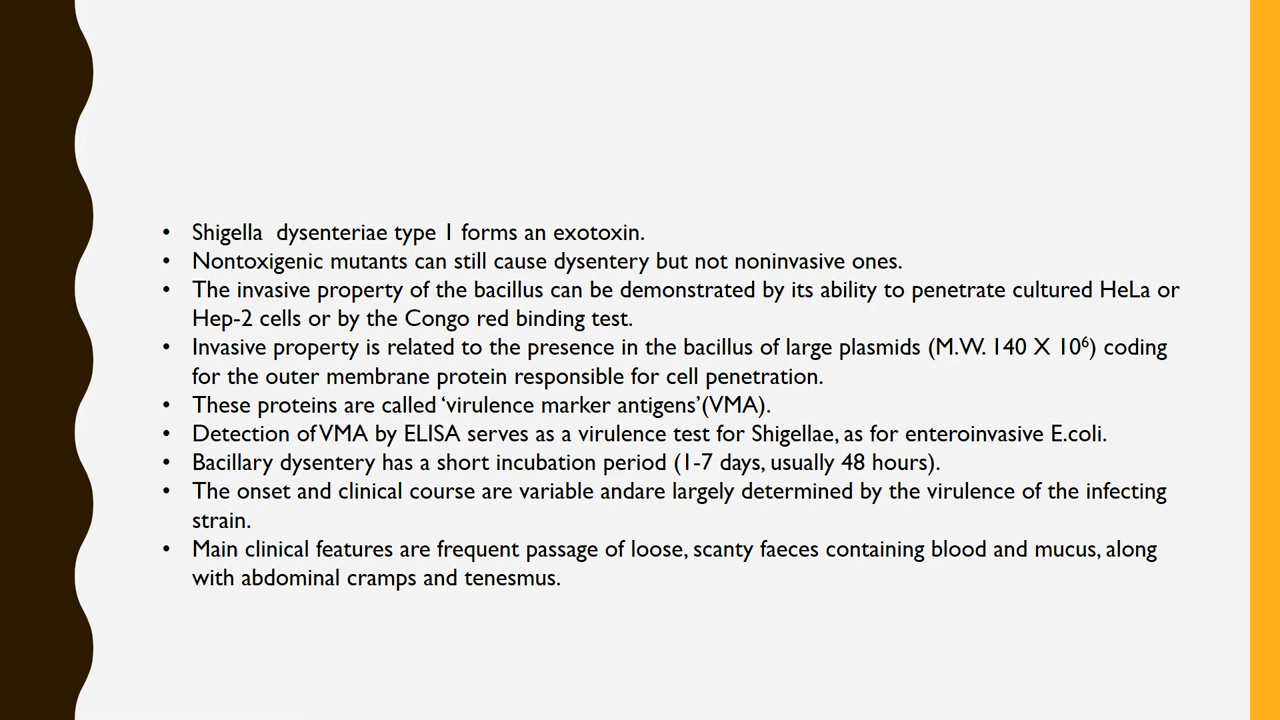 • Shigella  dysenteriae type 1 forms an exotoxin.
• Nontoxigenic mutants can still cause dysentery but not noninvasive ones.
• The invasive property of the bacillus can be demonstrated by its ability to penetrate cultured HeLa or
Hep-2 cells or by the Congo red binding test.
• Invasive property is related to the presence in the bacillus of large plasmids (M.W. 140 X 10⁶) coding
for the outer membrane protein responsible for cell penetration.
• These proteins are called ‘virulence marker antigens’(VMA).
• Detection of VMA by ELISA serves as a virulence test for Shigellae, as for enteroinvasive E.coli.
• Bacillary dysentery has a short incubation period (1-7 days, usually 48 hours).
• The onset and clinical course are variable andare largely determined by the virulence of the infecting
strain.
• Main clinical features are frequent passage of loose, scanty faeces containing blood and mucus, along
with abdominal cramps and tenesmus.